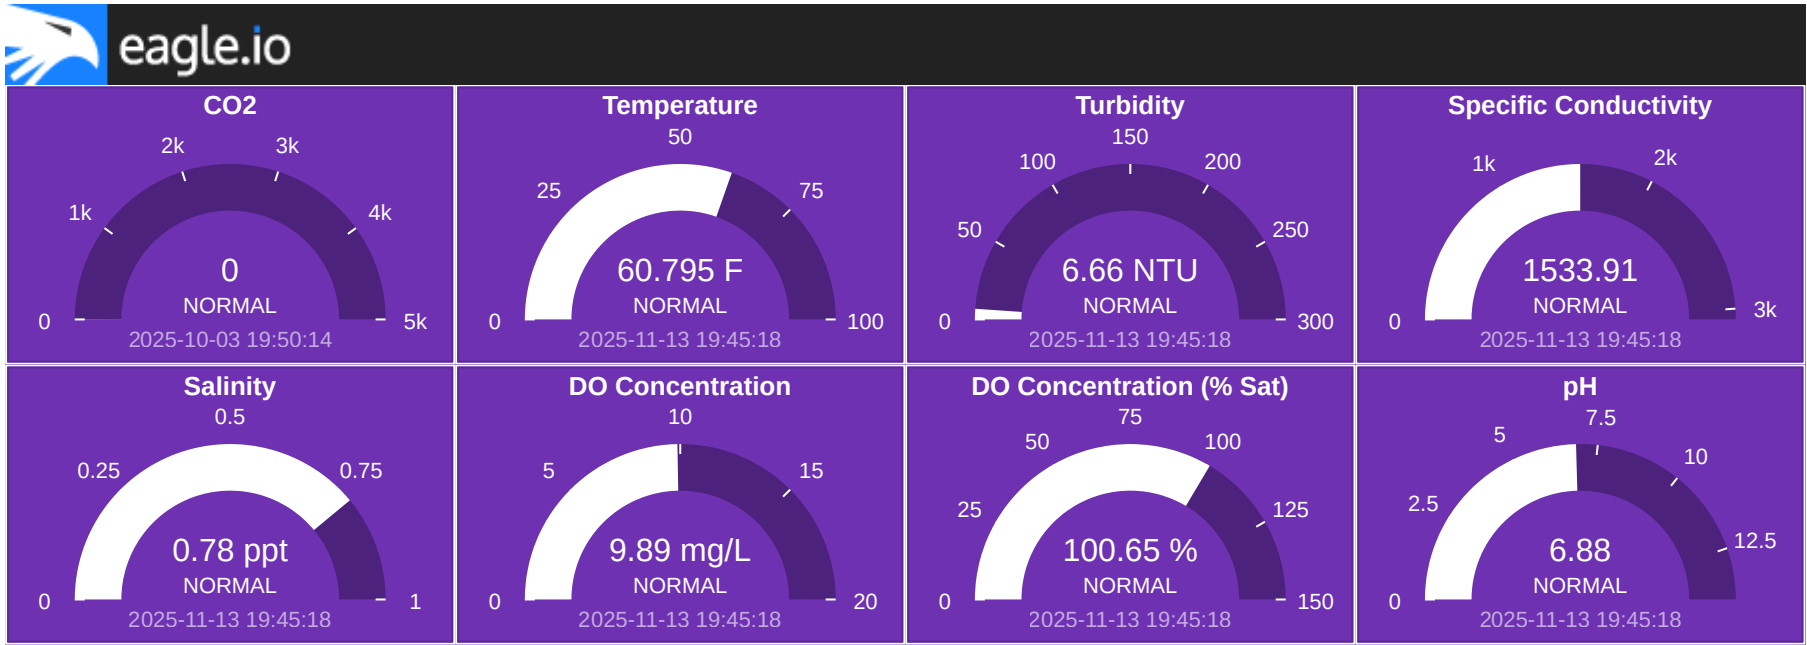 eagle.io
CO2
2k
3k
1k
4k
0
NORMAL
0
5k
2025-10-03 19:50:14
Temperature
50
25
75
60.795 F
NORMAL
0
100
2025-11-13 19:45:18
Turbidity
150
100
200
50
250
6.66 NTU
NORMAL
0
300
2025-11-13 19:45:18
Specific Conductivity
1k
2k
1533.91
NORMAL
0
3k
2025-11-13 19:45:18
Salinity
0.5
0.25
0.75
0.78 ppt
NORMAL
0
1
2025-11-13 19:45:18
DO Concentration
10
5
15
9.89 mg/L
NORMAL
0
20
2025-11-13 19:45:18
DO Concentration (% Sat)
75
50
100
25
125
100.65 %
NORMAL
0
150
2025-11-13 19:45:18
pH
7.5
5
10
2.5
12.5
6.88
NORMAL
0
2025-11-13 19:45:18